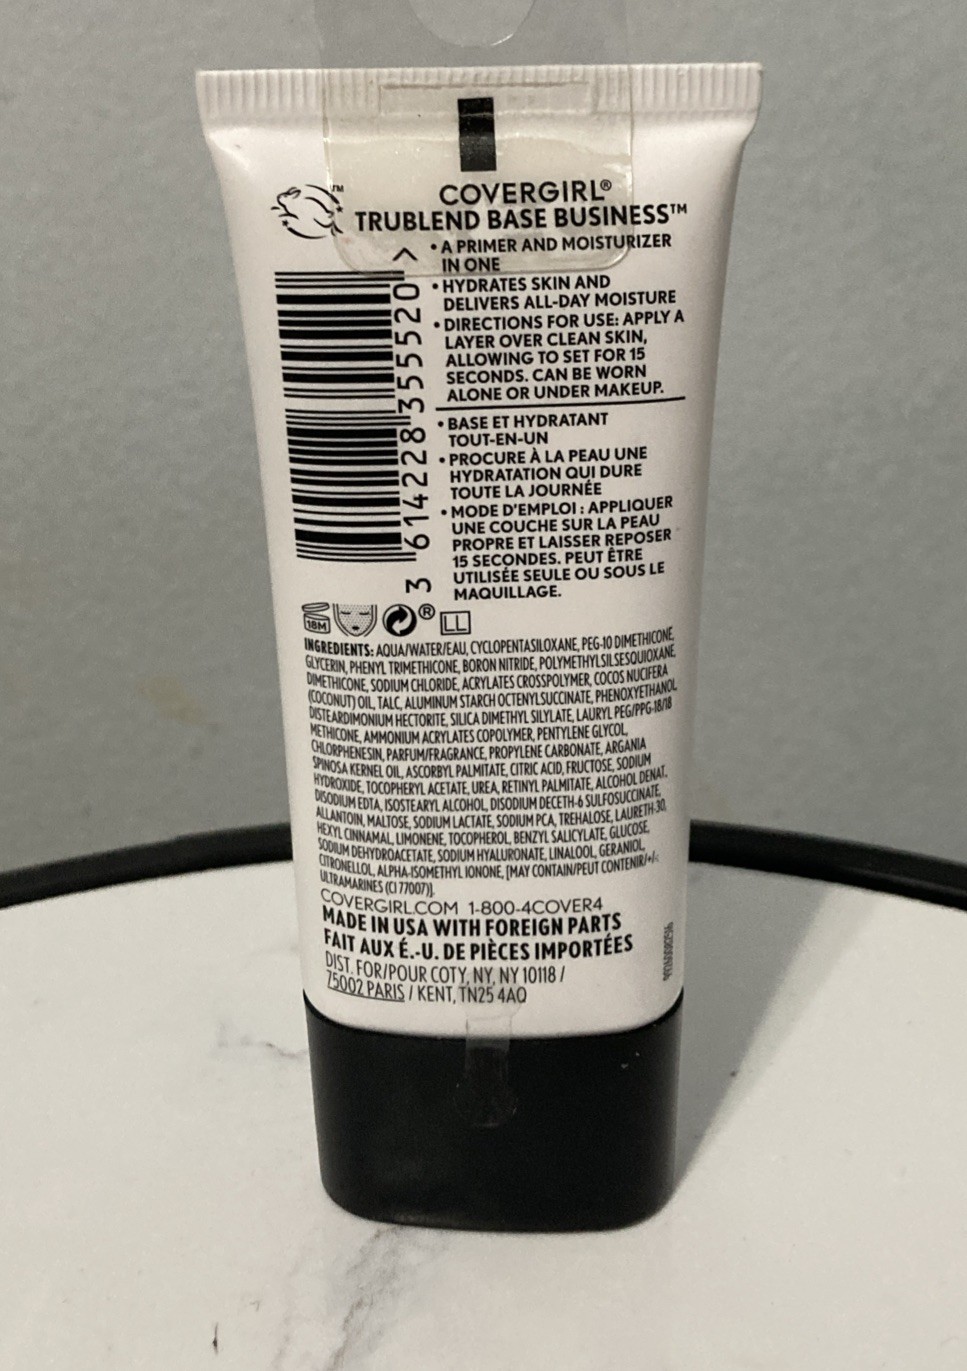 ™
COVERGIRL®
TRUBLEND BASE BUSINESS™
• A PRIMER AND MOISTURIZER
IN ONE
• HYDRATES SKIN AND
DELIVERS ALL-DAY MOISTURE
• DIRECTIONS FOR USE: APPLY A
LAYER OVER CLEAN SKIN,
ALLOWING TO SET FOR 15
SECONDS. CAN BE WORN
ALONE OR UNDER MAKEUP.
• BASE ET HYDRATANT
TOUT-EN-UN
• PROCURE À LA PEAU UNE
HYDRATATION QUI DURE
TOUTE LA JOURNÉE
• MODE D'EMPLOI : APPLIQUER
UNE COUCHE SUR LA PEAU
PROPRE ET LAISSER REPOSER
15 SECONDES. PEUT ÊTRE
UTILISÉE SEULE OU SOUS LE
MAQUILLAGE.
3 614228 355520 >
18M ® LL
INGREDIENTS: AQUA/WATER/EAU, CYCLOPENTASILOXANE, PEG-10 DIMETHICONE,
GLYCERIN, PHENYL TRIMETHICONE, BORON NITRIDE, POLYMETHYLSILSESQUIOXANE,
DIMETHICONE, SODIUM CHLORIDE, ACRYLATES CROSSPOLYMER, COCOS NUCIFERA
(COCONUT) OIL, TALC, ALUMINUM STARCH OCTENYLSUCCINATE, PHENOXYETHANOL,
DISTEARDIMONIUM HECTORITE, SILICA DIMETHYL SILYLATE, LAURYL PEG/PPG-18/18
METHICONE, AMMONIUM ACRYLATES COPOLYMER, PENTYLENE GLYCOL,
CHLORPHENESIN, PARFUM/FRAGRANCE, PROPYLENE CARBONATE, ARGANIA
SPINOSA KERNEL OIL, ASCORBYL PALMITATE, CITRIC ACID, FRUCTOSE, SODIUM
HYDROXIDE, TOCOPHERYL ACETATE, UREA, RETINYL PALMITATE, ALCOHOL DENAT.,
DISODIUM EDTA, ISOSTEARYL ALCOHOL, DISODIUM DECETH-6 SULFOSUCCINATE,
ALLANTOIN, MALTOSE, SODIUM LACTATE, SODIUM PCA, TREHALOSE, LAURETH-30,
HEXYL CINNAMAL, LIMONENE, TOCOPHEROL, BENZYL SALICYLATE, GLUCOSE,
SODIUM DEHYDROACETATE, SODIUM HYALURONATE, LINALOOL, GERANIOL,
CITRONELLOL, ALPHA-ISOMETHYL IONONE, [MAY CONTAIN/PEUT CONTENIR/+/-:
ULTRAMARINES (CI 77007)].
COVERGIRL.COM 1-800-4COVER4
MADE IN USA WITH FOREIGN PARTS
FAIT AUX É.-U. DE PIÈCES IMPORTÉES
DIST. FOR/POUR COTY, NY, NY 10118 /
75002 PARIS / KENT, TN25 4AQ